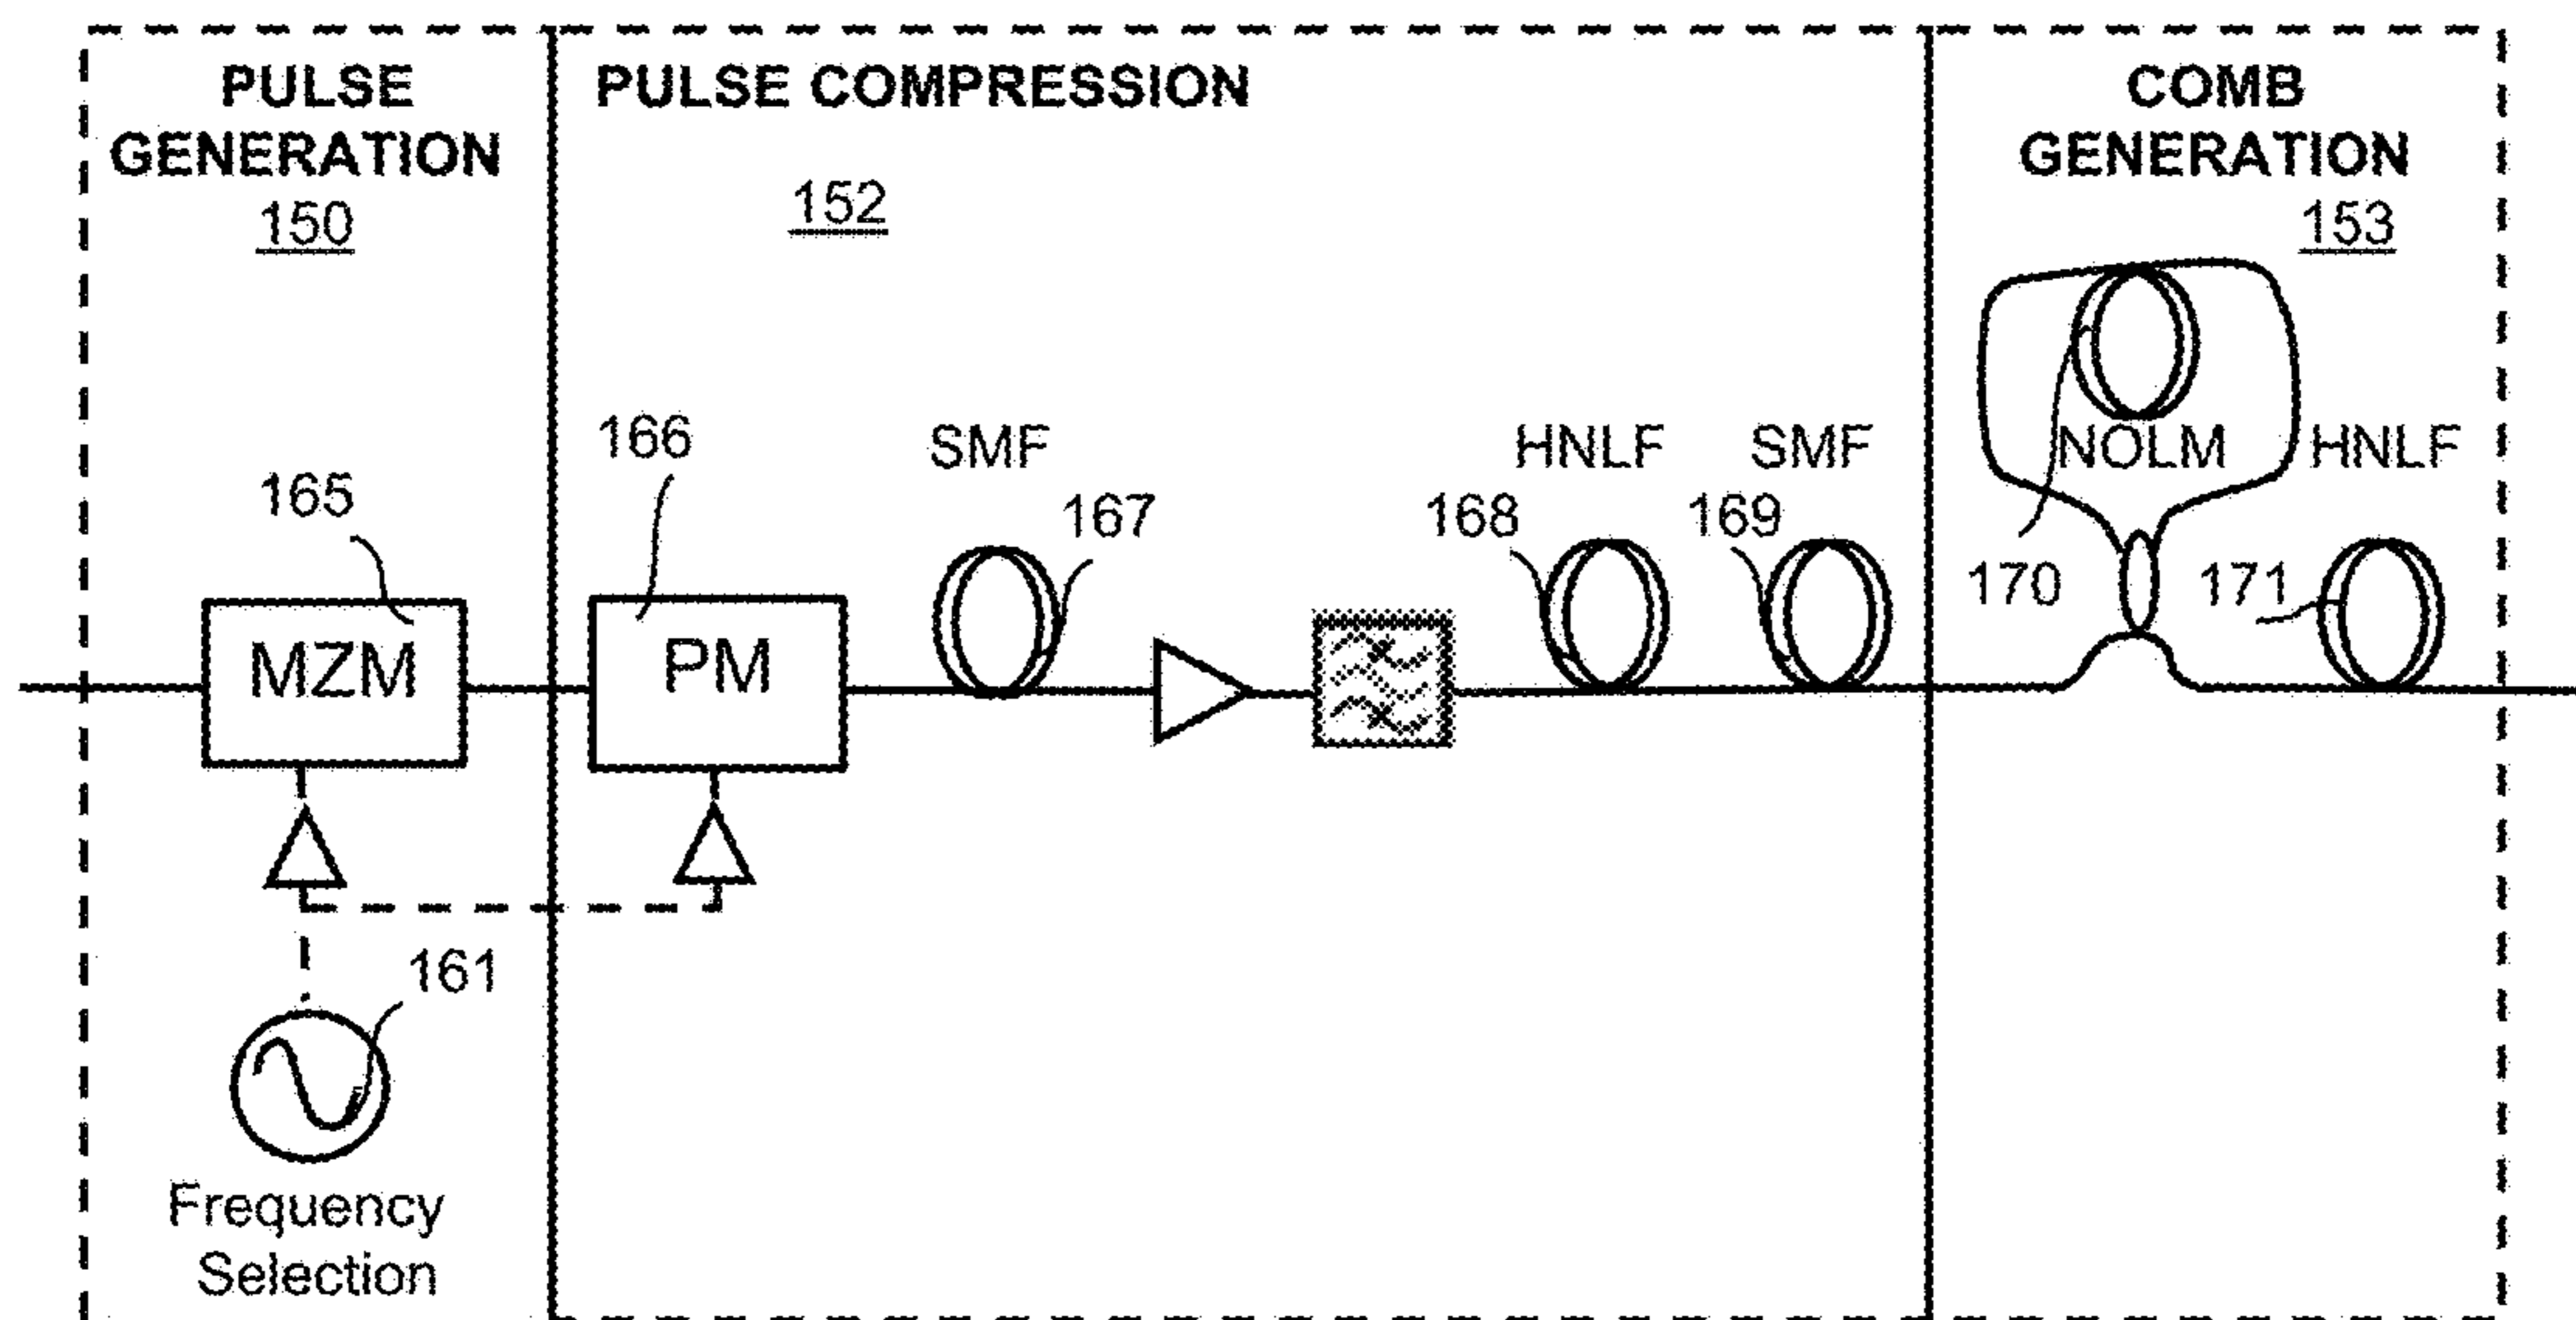 PULSE
GENERATION
150
PULSE COMPRESSION
152
COMB
GENERATION
153
165
MZM
161
Frequency
Selection
166
PM
SMF
167
HNLF
168
SMF
169
NOLM
170
HNLF
171